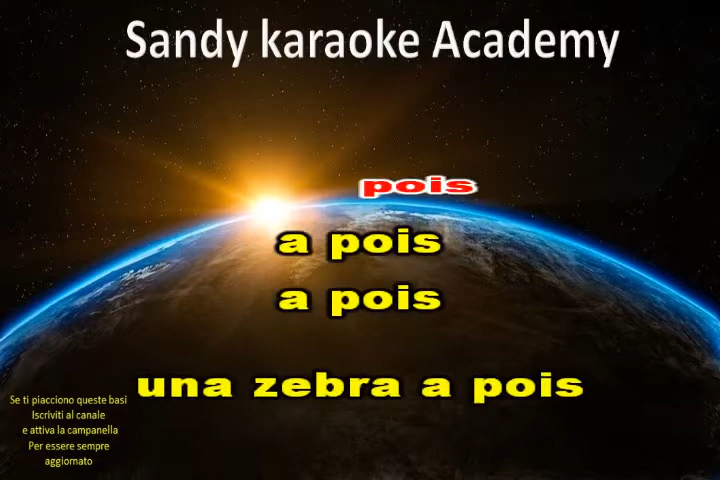 Sandy karaoke Academy
pois
a pois
a pois
una zebra a pois
Se ti piacciono queste basi
Iscriviti al canale
e attiva la campanella
Per essere sempre
aggiornato